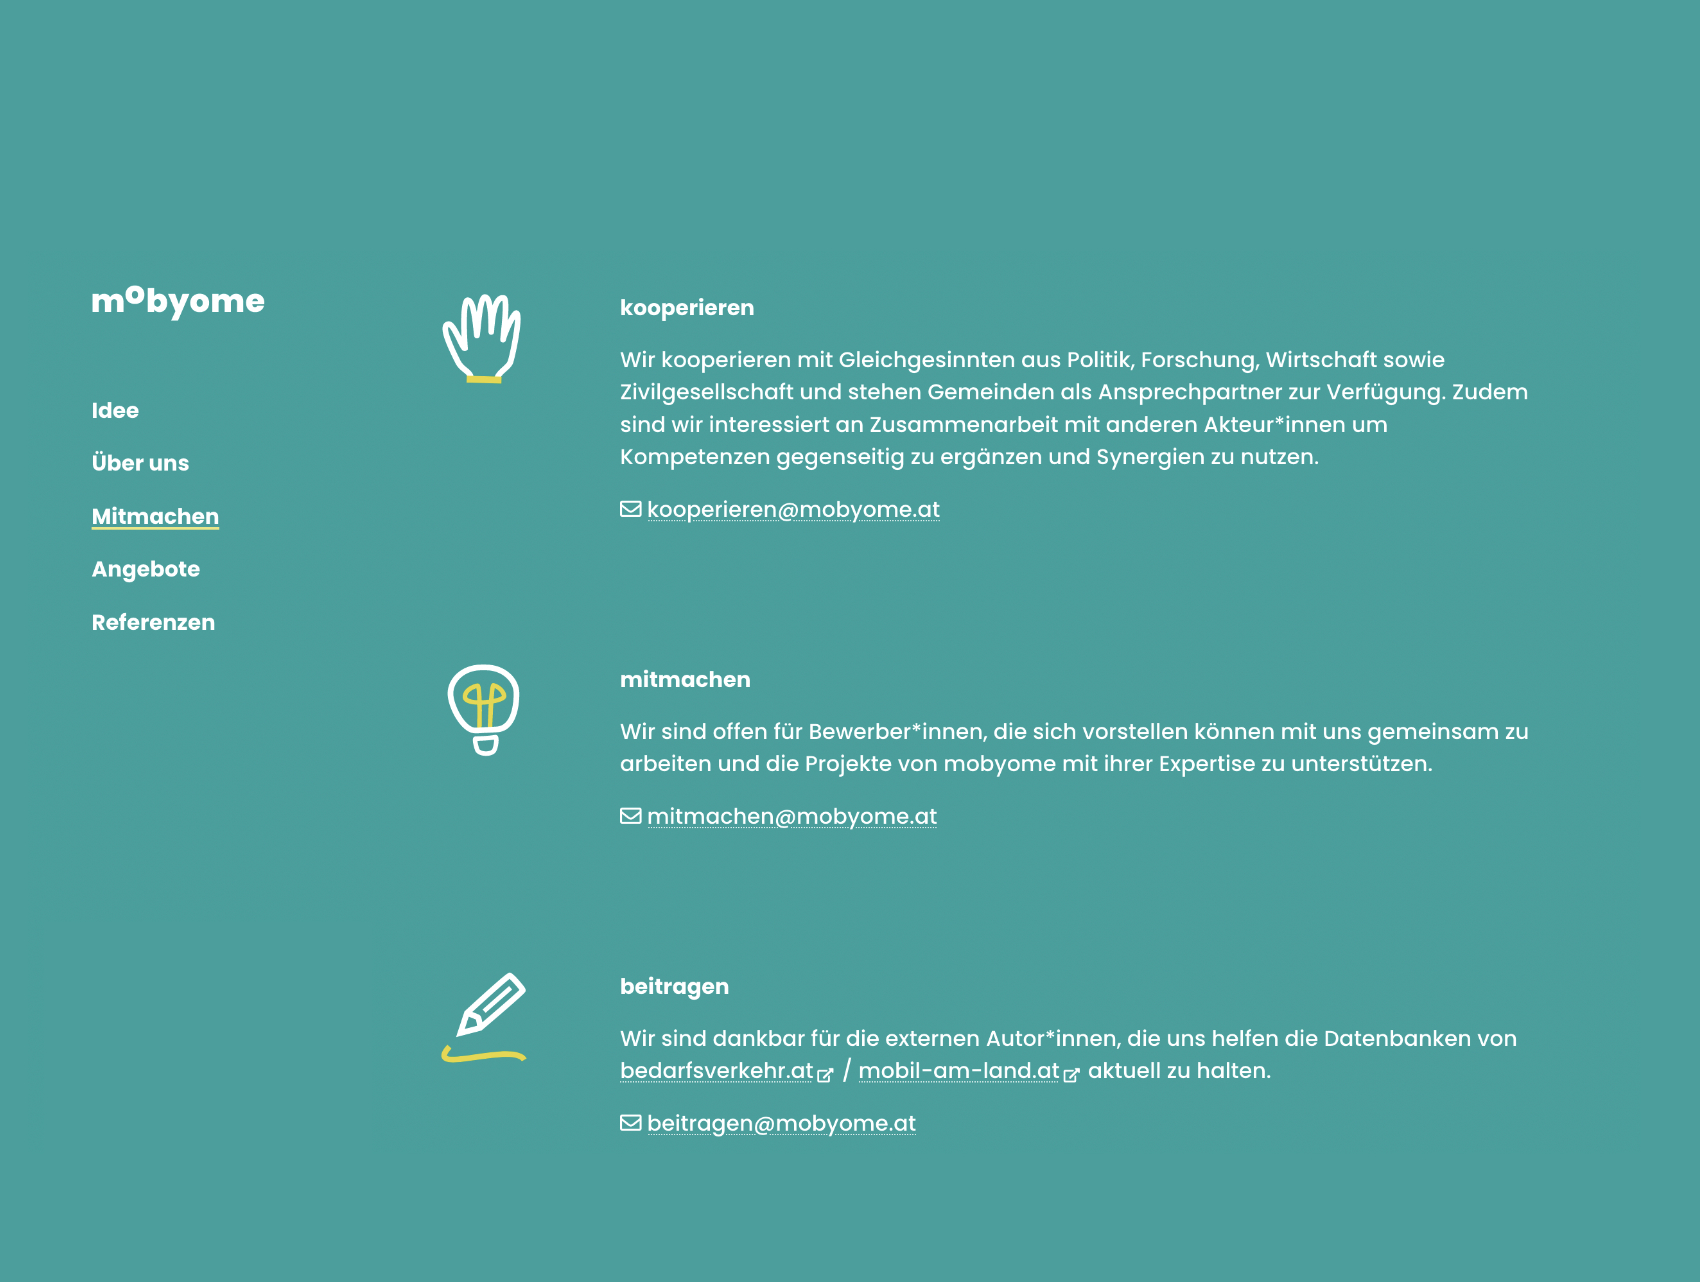 mobyome
Idee
Über uns
Mitmachen
Angebote
Referenzen
kooperieren
Wir kooperieren mit Gleichgesinnten aus Politik, Forschung, Wirtschaft sowie
Zivilgesellschaft und stehen Gemeinden als Ansprechpartner zur Verfügung. Zudem
sind wir interessiert an Zusammenarbeit mit anderen Akteur*innen um
Kompetenzen gegenseitig zu ergänzen und Synergien zu nutzen.
kooperieren@mobyome.at
mitmachen
Wir sind offen für Bewerber*innen, die sich vorstellen können mit uns gemeinsam zu
arbeiten und die Projekte von mobyome mit ihrer Expertise zu unterstützen.
mitmachen@mobyome.at
beitragen
Wir sind dankbar für die externen Autor*innen, die uns helfen die Datenbanken von
bedarfsverkehr.at / mobil-am-land.at aktuell zu halten.
beitragen@mobyome.at